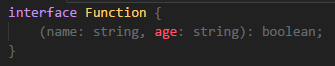 interface Function {
(name: string, age: string): boolean;
}